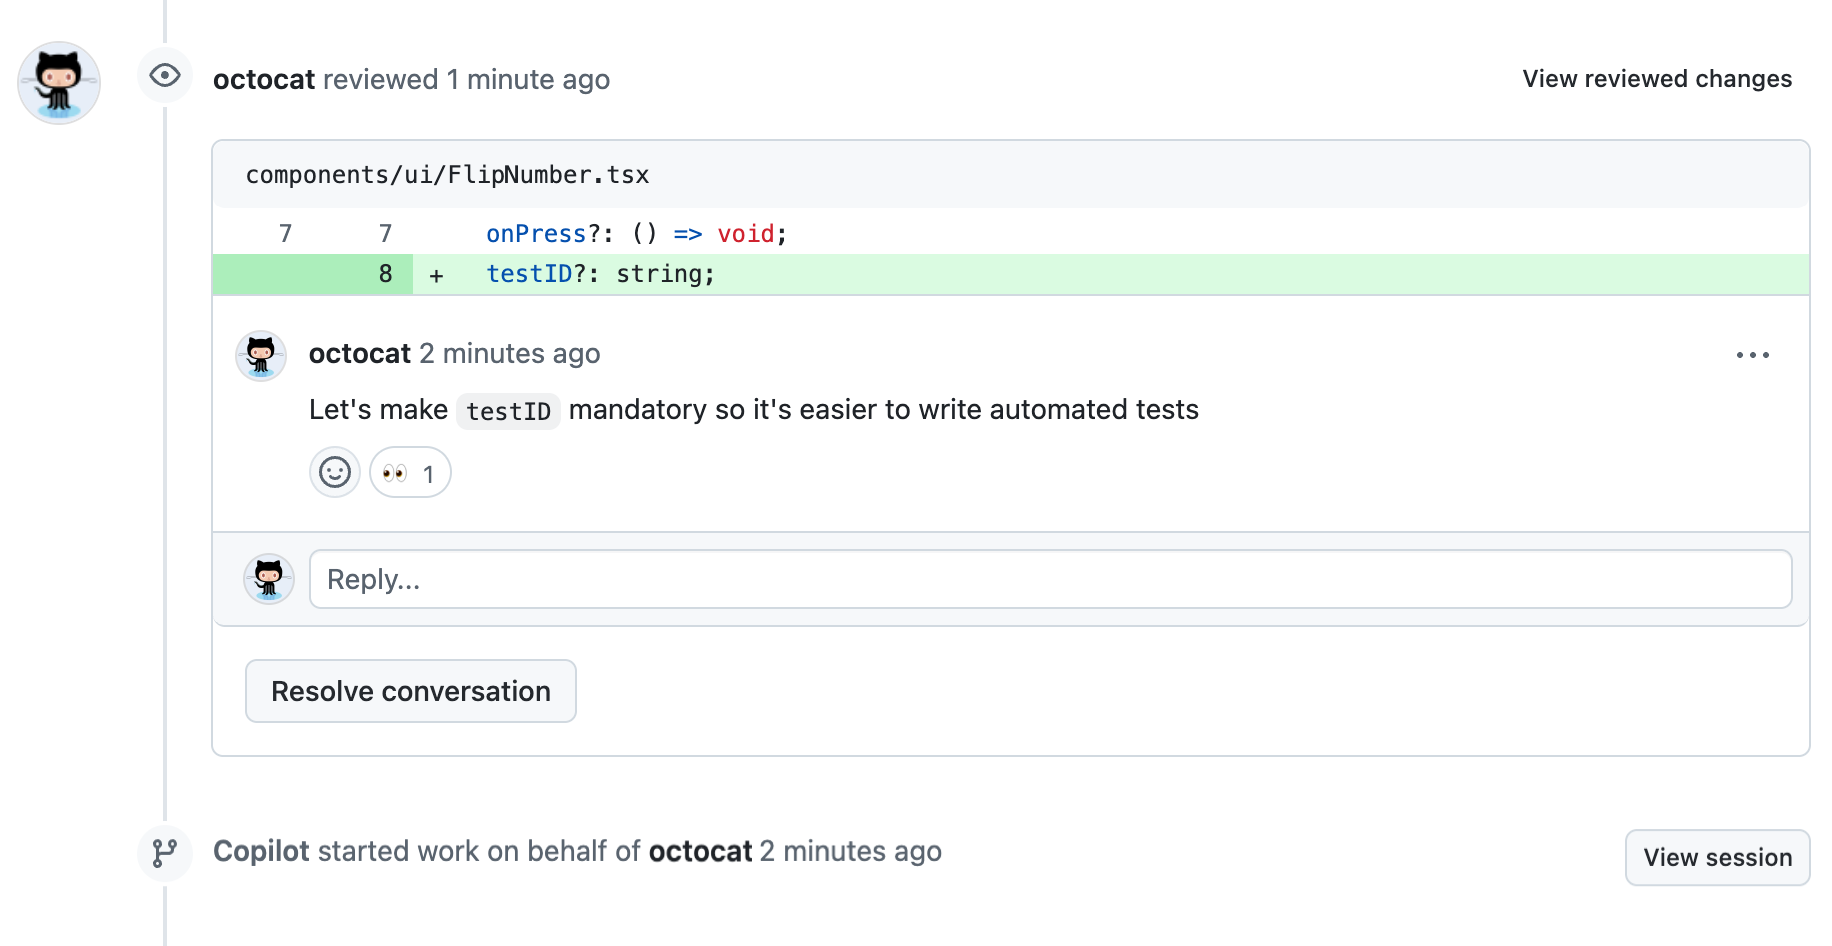 octocat reviewed 1 minute ago
View reviewed changes
components/ui/FlipNumber.tsx
7 7 onPress?: () => void;
8 + testID?: string;
octocat 2 minutes ago
Let's make testID mandatory so it's easier to write automated tests
👀 1
Reply...
Resolve conversation
Copilot started work on behalf of octocat 2 minutes ago
View session